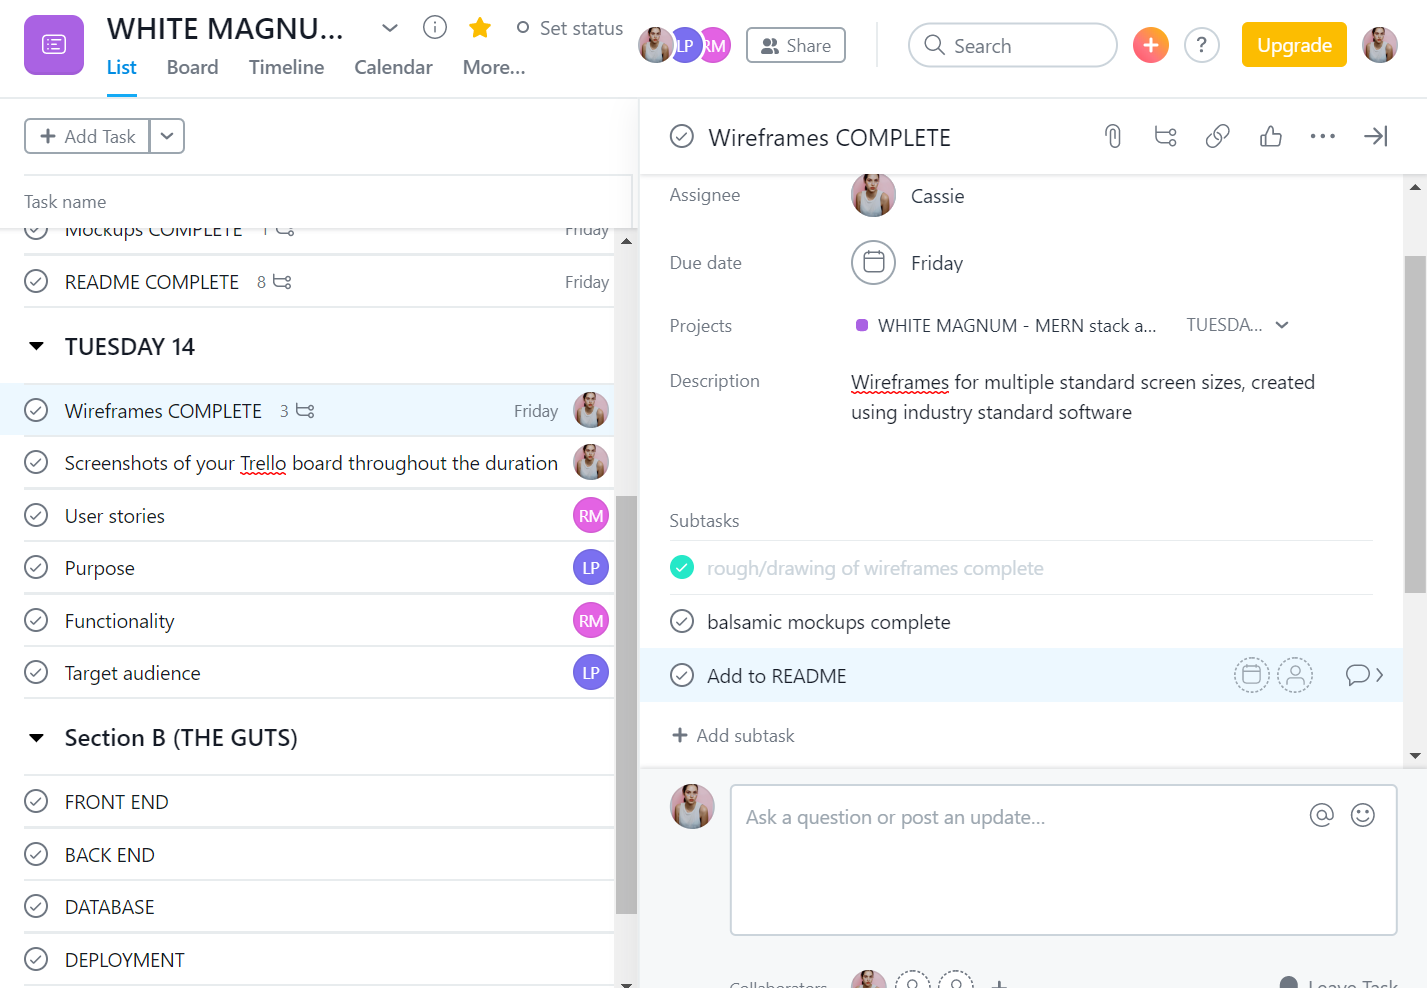 WHITE MAGNUM...
Set status
LP
RM
Share
Search
?
Upgrade
List
Board
Timeline
Calendar
More...
Add Task
Task name
Mockups COMPLETE 1 Friday
README COMPLETE 8 Friday
TUESDAY 14
Wireframes COMPLETE 3 Friday
Screenshots of your Trello board throughout the duration
User stories RM
Purpose LP
Functionality RM
Target audience LP
Section B (THE GUTS)
FRONT END
BACK END
DATABASE
DEPLOYMENT
Wireframes COMPLETE
Assignee Cassie
Due date Friday
Projects WHITE MAGNUM - MERN stack a... TUESDA...
Description Wireframes for multiple standard screen sizes, created
using industry standard software
Subtasks
rough/drawing of wireframes complete
balsamic mockups complete
Add to README
Add subtask
Ask a question or post an update...
Collaborators
Leave Task